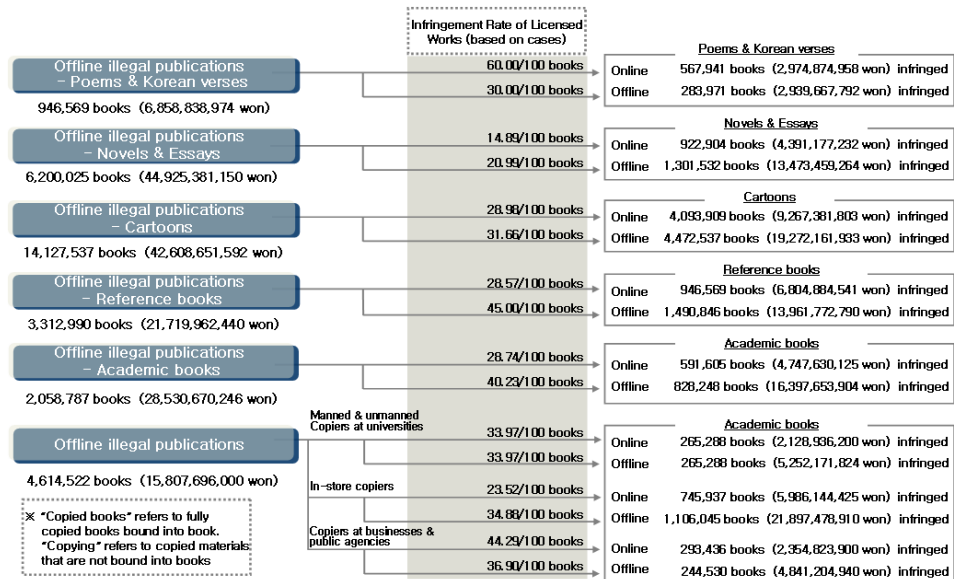 Infringement Rate of Licensed
Works (based on cases)
Offline illegal publications
- Poems & Korean verses
946,569 books (6,858,838,974 won)
60.00/100 books
30.00/100 books
Poems & Korean verses
Online 567,941 books (2,974,874,958 won) infringed
Offline 283,971 books (2,939,667,792 won) infringed
Offline illegal publications
- Novels & Essays
6,200,025 books (44,925,381,150 won)
14.89/100 books
20.99/100 books
Novels & Essays
Online 922,904 books (4,391,177,232 won) infringed
Offline 1,301,532 books (13,473,459,264 won) infringed
Offline illegal publications
- Cartoons
14,127,537 books (42,608,651,592 won)
28.98/100 books
31.66/100 books
Cartoons
Online 4,093,909 books (9,267,381,803 won) infringed
Offline 4,472,537 books (19,272,161,933 won) infringed
Offline illegal publications
- Reference books
3,312,990 books (21,719,962,440 won)
28.57/100 books
45.00/100 books
Reference books
Online 946,569 books (6,804,884,541 won) infringed
Offline 1,490,846 books (13,961,772,790 won) infringed
Offline illegal publications
- Academic books
2,058,787 books (28,530,670,246 won)
28.74/100 books
40.23/100 books
Academic books
Online 591,605 books (4,747,630,125 won) infringed
Offline 828,248 books (16,397,653,904 won) infringed
Offline illegal publications
4,614,522 books (15,807,696,000 won)
Manned & unmanned
Copiers at universities
33.97/100 books
33.97/100 books
In-store copiers
23.52/100 books
34.88/100 books
Copiers at businesses &
public agencies
44.29/100 books
36.90/100 books
Academic books
Online 265,288 books (2,128,936,200 won) infringed
Offline 265,288 books (5,252,171,824 won) infringed
Online 745,937 books (5,986,144,425 won) infringed
Offline 1,106,045 books (21,897,478,910 won) infringed
Online 293,436 books (2,354,823,900 won) infringed
Offline 244,530 books (4,841,204,940 won) infringed
※ "Copied books" refers to fully
copied books bound into book.
"Copying" refers to copied materials
that are not bound into books